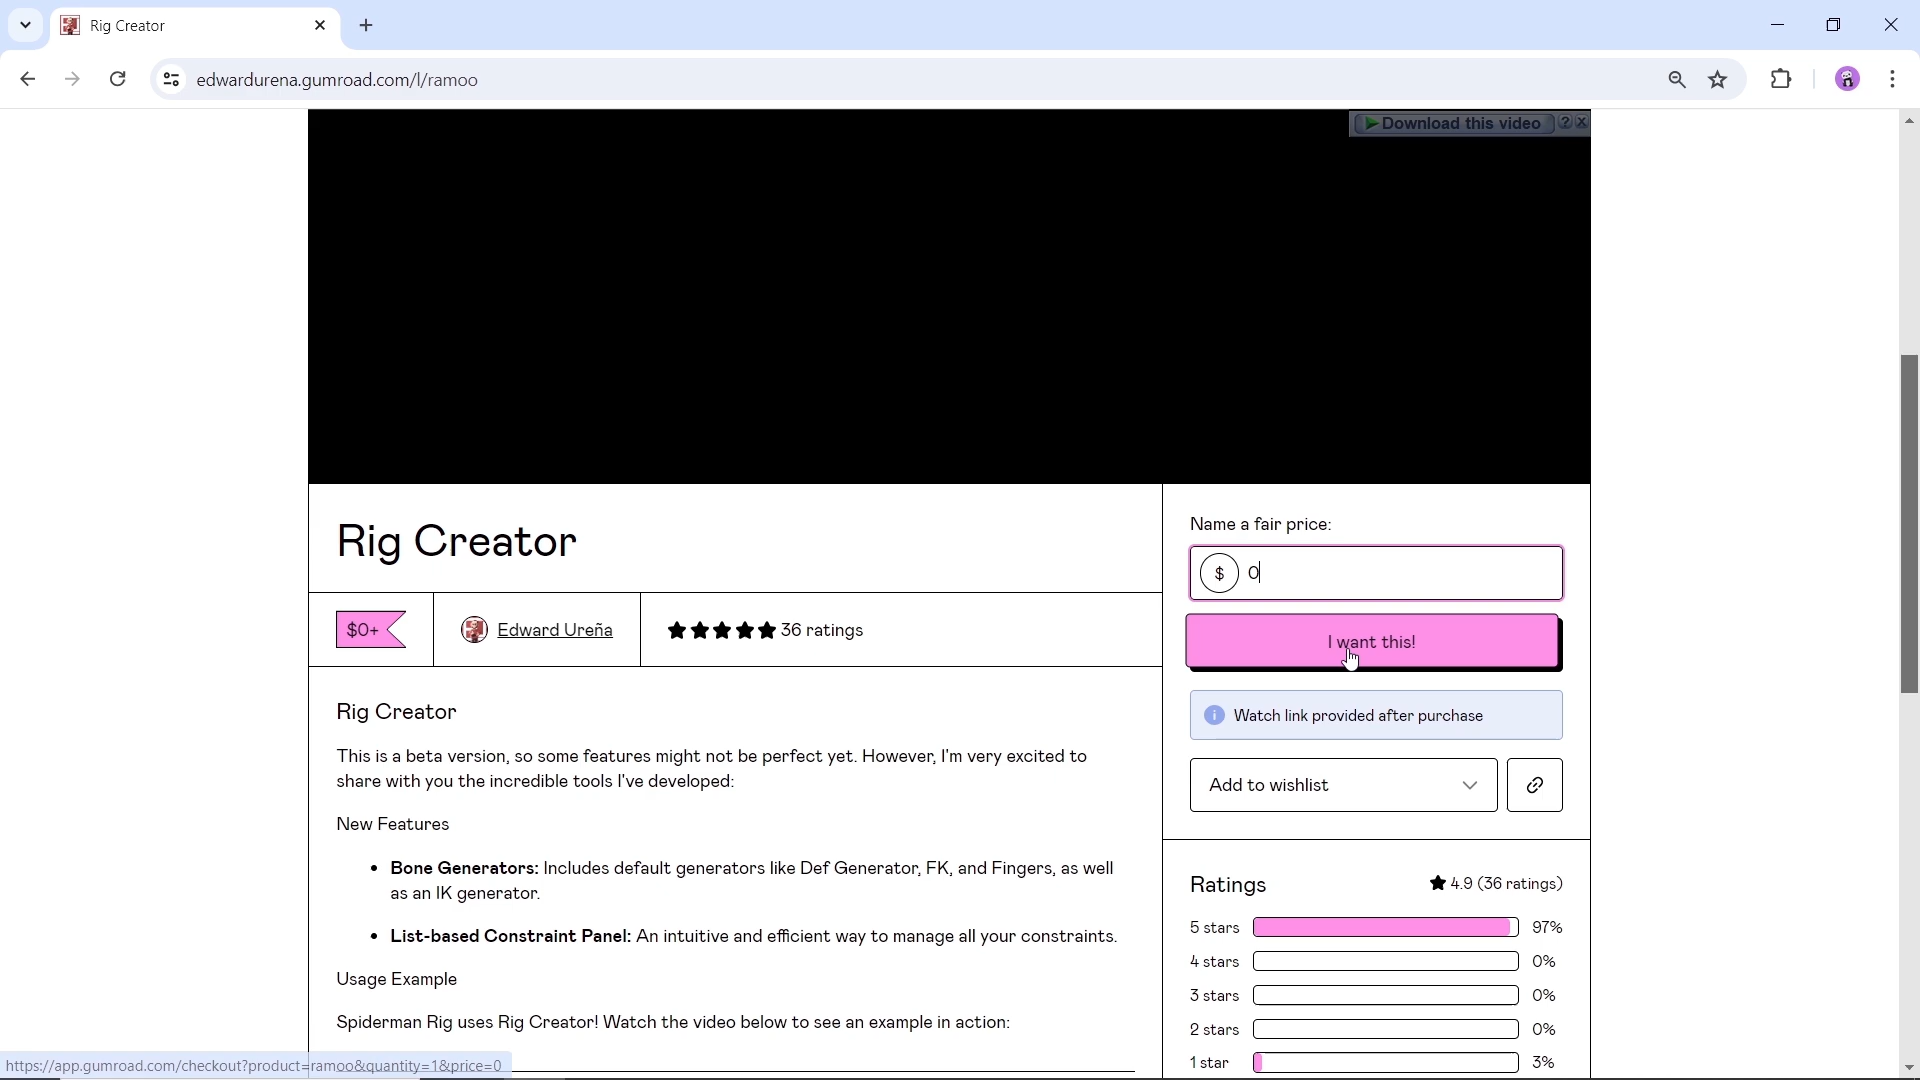 Rig Creator
edwardurena.gumroad.com/l/ramoo
Download this video ? x
Rig Creator
Name a fair price:
$ 0
$0+
Edward Ureña
36 ratings
I want this!
Watch link provided after purchase
Rig Creator
This is a beta version, so some features might not be perfect yet. However, I'm very excited to
share with you the incredible tools I've developed:
Add to wishlist
New Features
• Bone Generators: Includes default generators like Def Generator, FK, and Fingers, as well
as an IK generator.
• List-based Constraint Panel: An intuitive and efficient way to manage all your constraints.
Usage Example
Spiderman Rig uses Rig Creator! Watch the video below to see an example in action:
Ratings
4.9 (36 ratings)
5 stars 97%
4 stars 0%
3 stars 0%
2 stars 0%
1 star 3%
https://app.gumroad.com/checkout?product=ramoo&quantity=1&price=0